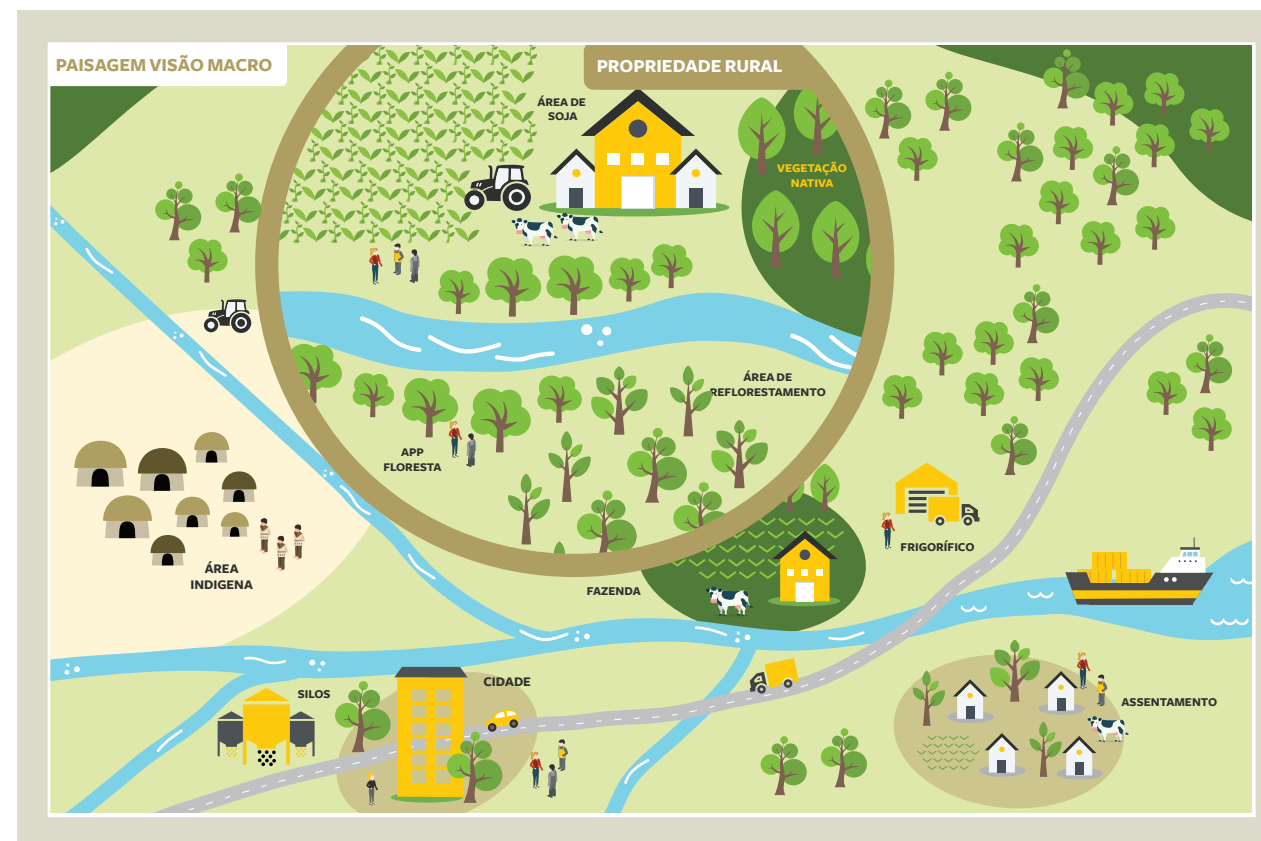 PAISAGEM VISÃO MACRO
PROPRIEDADE RURAL
ÁREA DE
SOJA
VEGETAÇÃO
NATIVA
ÁREA DE
REFLORESTAMENTO
APP
FLORESTA
ÁREA
INDIGENA
FRIGORÍFICO
FAZENDA
SILOS
CIDADE
ASSENTAMENTO